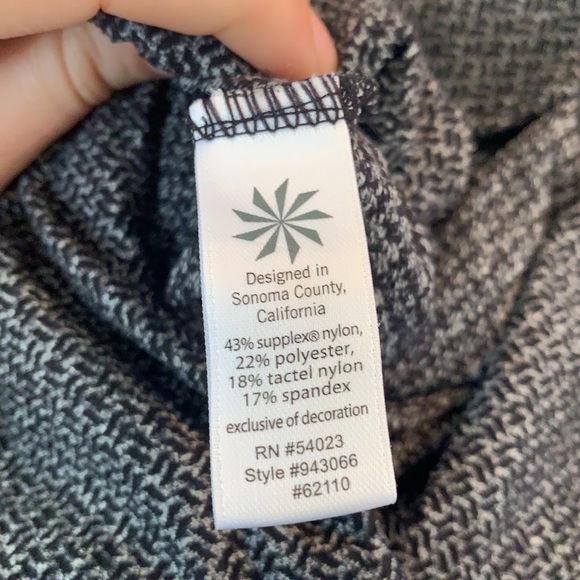 Designed in
Sonoma County,
California
43% supplex® nylon,
22% polyester,
18% tactel nylon
17% spandex
exclusive of decoration
RN #54023
Style #943066
#62110